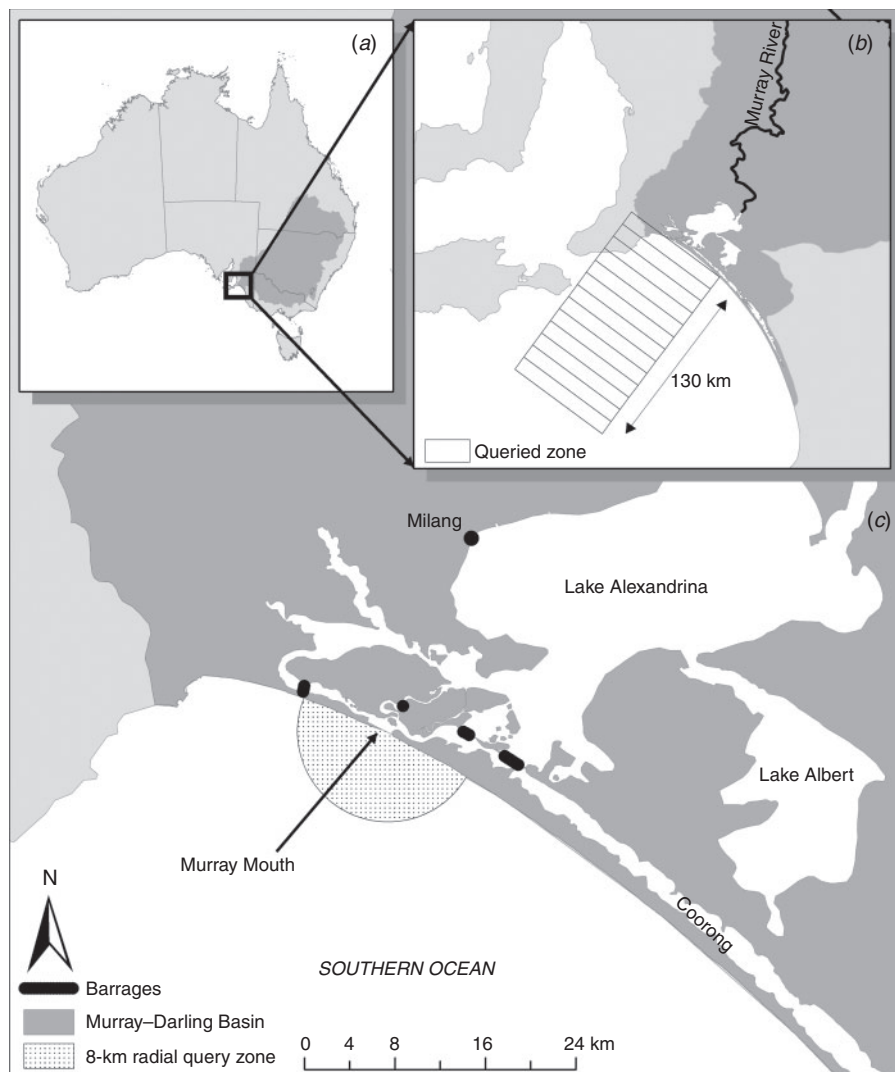 (a)
(b)
Murray River
130 km
Queried zone
(c)
Milang
Lake Alexandrina
Lake Albert
Murray Mouth
Coorong
N
SOUTHERN OCEAN
Barrages
Murray–Darling Basin
8-km radial query zone
0 4 8 16 24 km